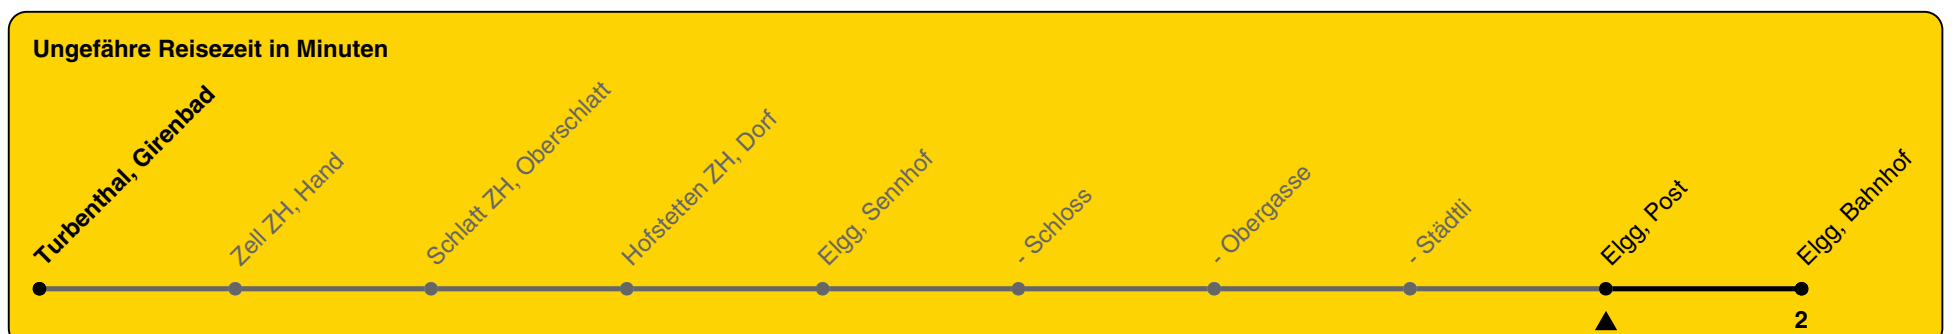 Ungefähre Reisezeit in Minuten
Turbenthal, Girenbad
Zell ZH, Hand
Schlatt ZH, Oberschlatt
Hofstetten ZH, Dorf
Elgg, Sennhof
- Schloss
- Obergasse
- Städtli
Elgg, Post
Elgg, Bahnhof
2